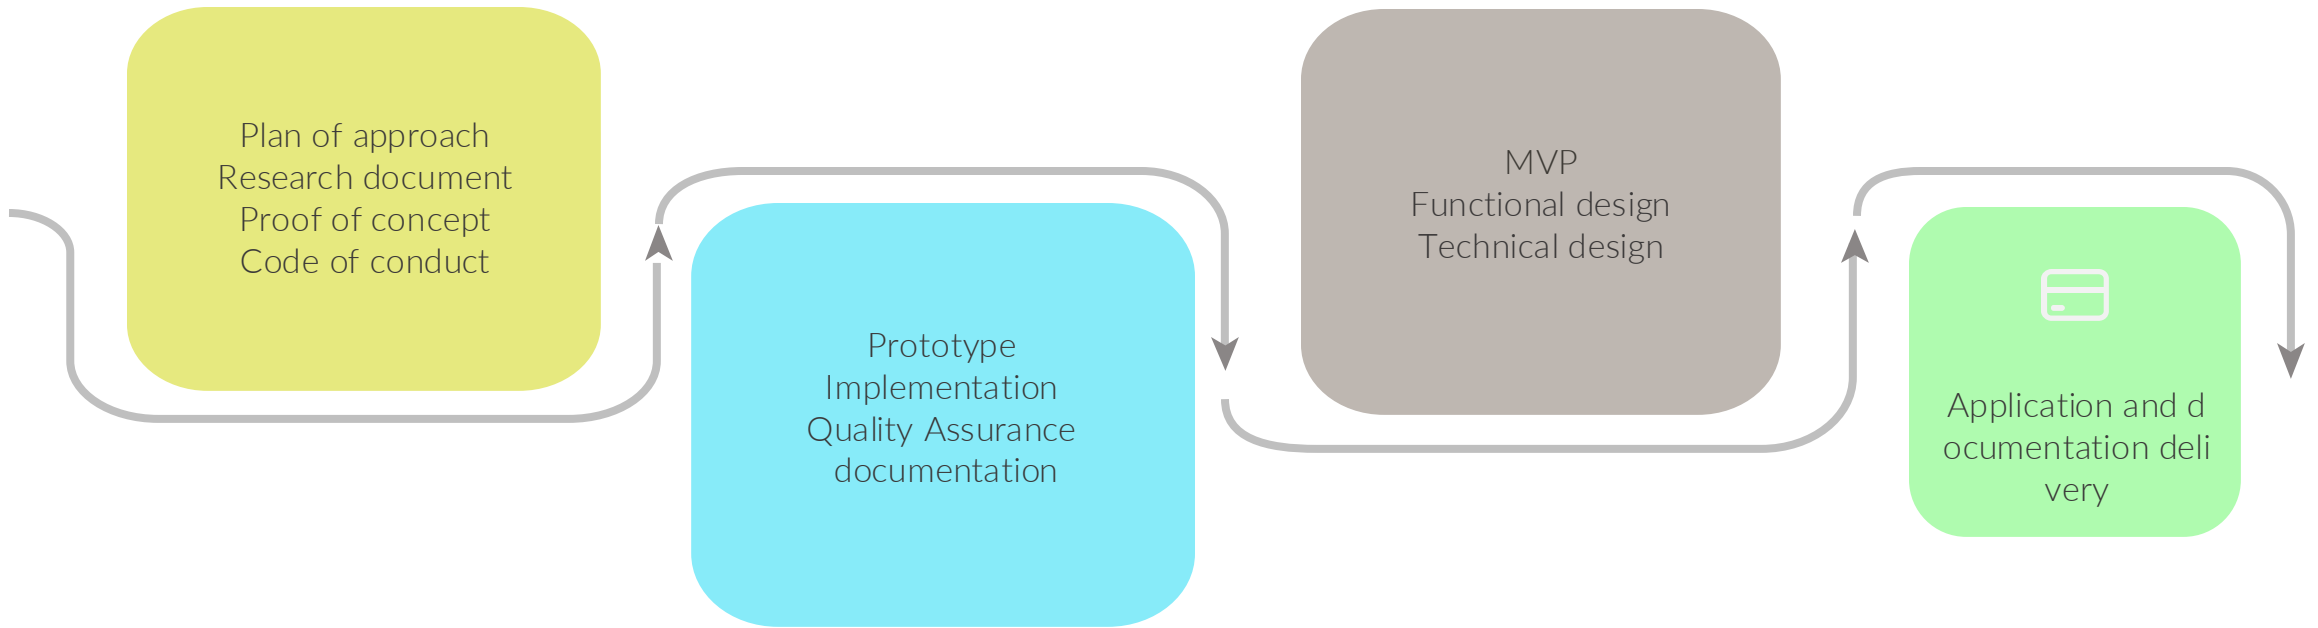 Plan of approach
Research document
Proof of concept
Code of conduct
Prototype
Implementation
Quality Assurance
documentation
MVP
Functional design
Technical design
Application and d
ocumentation deli
very